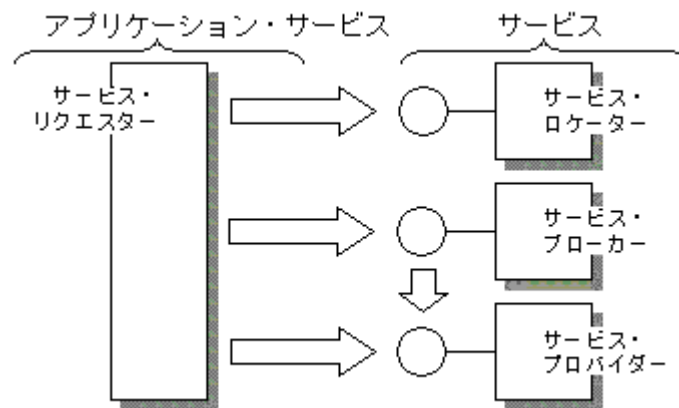 アプリケーション・サービス
サービス
サービス・
リクエスター
サービス・
ロケーター
サービス・
ブローカー
サービス・
プロバイダー